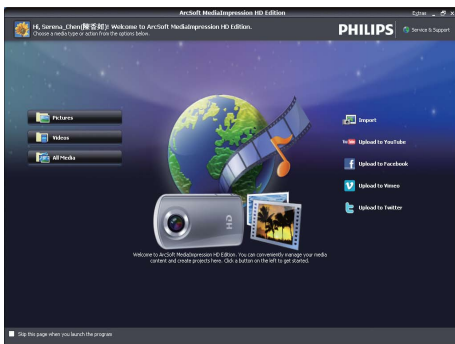 ArcSoft MediaImpression HD Edition
Extras
Hi, Serena_Chen(陳香如)! Welcome to ArcSoft MediaImpression HD Edition.
Choose a media type or action from the options below.
PHILIPS
Service & Support
Pictures
Videos
All Media
Import
You Tube Upload to YouTube
f Upload to Facebook
v Upload to Vimeo
t Upload to Twitter
HD
Welcome to ArcSoft MediaImpression HD Edition. You can conveniently manage your media
content and create projects here. Click a button on the left to get started.
Skip this page when you launch the program